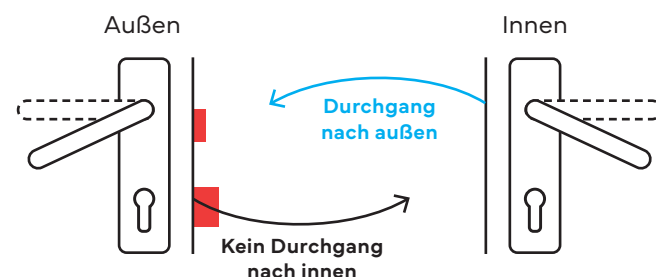 Außen
Innen
Durchgang
nach außen
Kein Durchgang
nach innen